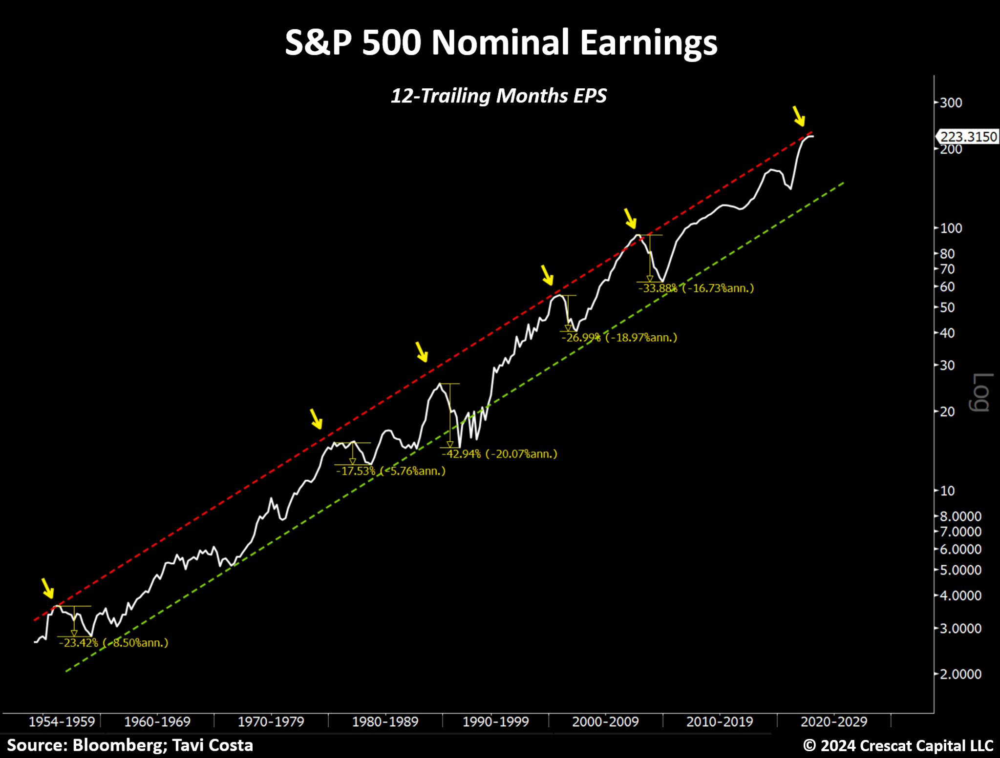 S&P 500 Nominal Earnings
12-Trailing Months EPS
300
223.3150
200
100
80
70
60
50
40
30
20
10
8.0000
7.0000
6.0000
5.0000
4.0000
3.0000
2.0000
Log
-33.88% (-16.73%ann.)
-26.99% (-18.97%ann.)
-42.94% (-20.07%ann.)
-17.53% (-5.76%ann.)
-23.42% (-8.50%ann.)
1954-1959 1960-1969 1970-1979 1980-1989 1990-1999 2000-2009 2010-2019 2020-2029
Source: Bloomberg; Tavi Costa
© 2024 Crescat Capital LLC